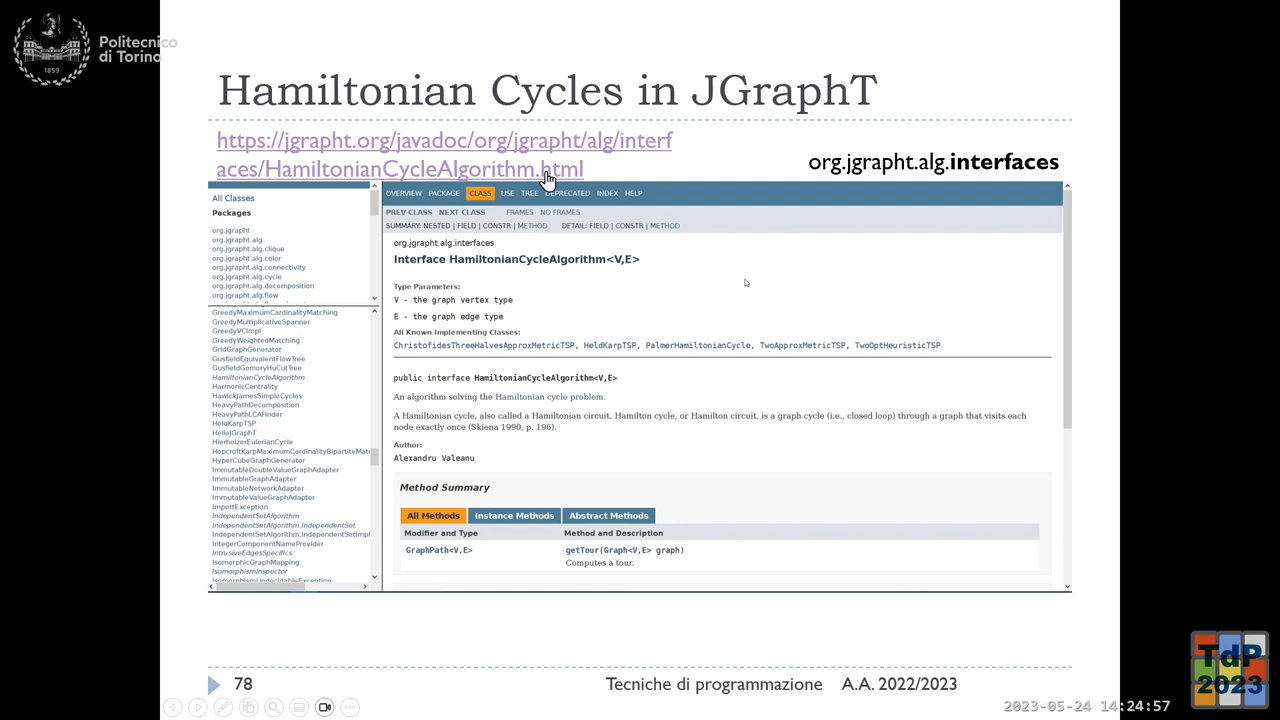 Politecnico
di Torino
1859
Hamiltonian Cycles in JGraphT
https://jgrapht.org/javadoc/org/jgrapht/alg/interf
aces/HamiltonianCycleAlgorithm.html
org.jgrapht.alg.interfaces
All Classes
Packages
org.jgrapht
org.jgrapht.alg
org.jgrapht.alg.clique
org.jgrapht.alg.color
org.jgrapht.alg.connectivity
org.jgrapht.alg.cycle
org.jgrapht.alg.decomposition
org.jgrapht.alg.flow
GreedyMaximumCardinalityMatching
GreedyMultiplicativeSpanner
GreedyVCImpl
GreedyWeightedMatching
GridGraphGenerator
GusfieldEquivalentFlowTree
GusfieldGomoryHuCutTree
HamiltonianCycleAlgorithm
HarmonicCentrality
HawickJamesSimpleCycles
HeavyPathDecomposition
HeavyPathLCAFinder
HeldKarpTSP
HelloJGraphT
HierholzerEulerianCycle
HopcroftKarpMaximumCardinalityBipartiteMatc
HyperCubeGraphGenerator
ImmutableDoubleValueGraphAdapter
ImmutableGraphAdapter
ImmutableNetworkAdapter
ImmutableValueGraphAdapter
ImportException
IndependentSetAlgorithm
IndependentSetAlgorithm.IndependentSet
IndependentSetAlgorithm.IndependentSetImpl
IntegerComponentNameProvider
IntrusiveEdgesSpecifics
IsomorphicGraphMapping
IsomorphismInspector
IsomorphismUndecidableException
OVERVIEW PACKAGE CLASS USE TREE DEPRECATED INDEX HELP
PREV CLASS NEXT CLASS FRAMES NO FRAMES
SUMMARY: NESTED | FIELD | CONSTR | METHOD DETAIL: FIELD | CONSTR | METHOD
org.jgrapht.alg.interfaces
Interface HamiltonianCycleAlgorithm<V,E>
Type Parameters:
V - the graph vertex type
E - the graph edge type
All Known Implementing Classes:
ChristofidesThreeHalvesApproxMetricTSP, HeldKarpTSP, PalmerHamiltonianCycle, TwoApproxMetricTSP, TwoOptHeuristicTSP
public interface HamiltonianCycleAlgorithm<V,E>
An algorithm solving the Hamiltonian cycle problem.
A Hamiltonian cycle, also called a Hamiltonian circuit, Hamilton cycle, or Hamilton circuit, is a graph cycle (i.e., closed loop) through a graph that visits each
node exactly once (Skiena 1990, p. 196).
Author:
Alexandru Valeanu
Method Summary
All Methods Instance Methods Abstract Methods
Modifier and Type Method and Description
GraphPath<V,E> getTour(Graph<V,E> graph)
Computes a tour.
78 Tecniche di programmazione A.A. 2022/2023
TdP
2023
2023-05-24 14:24:57